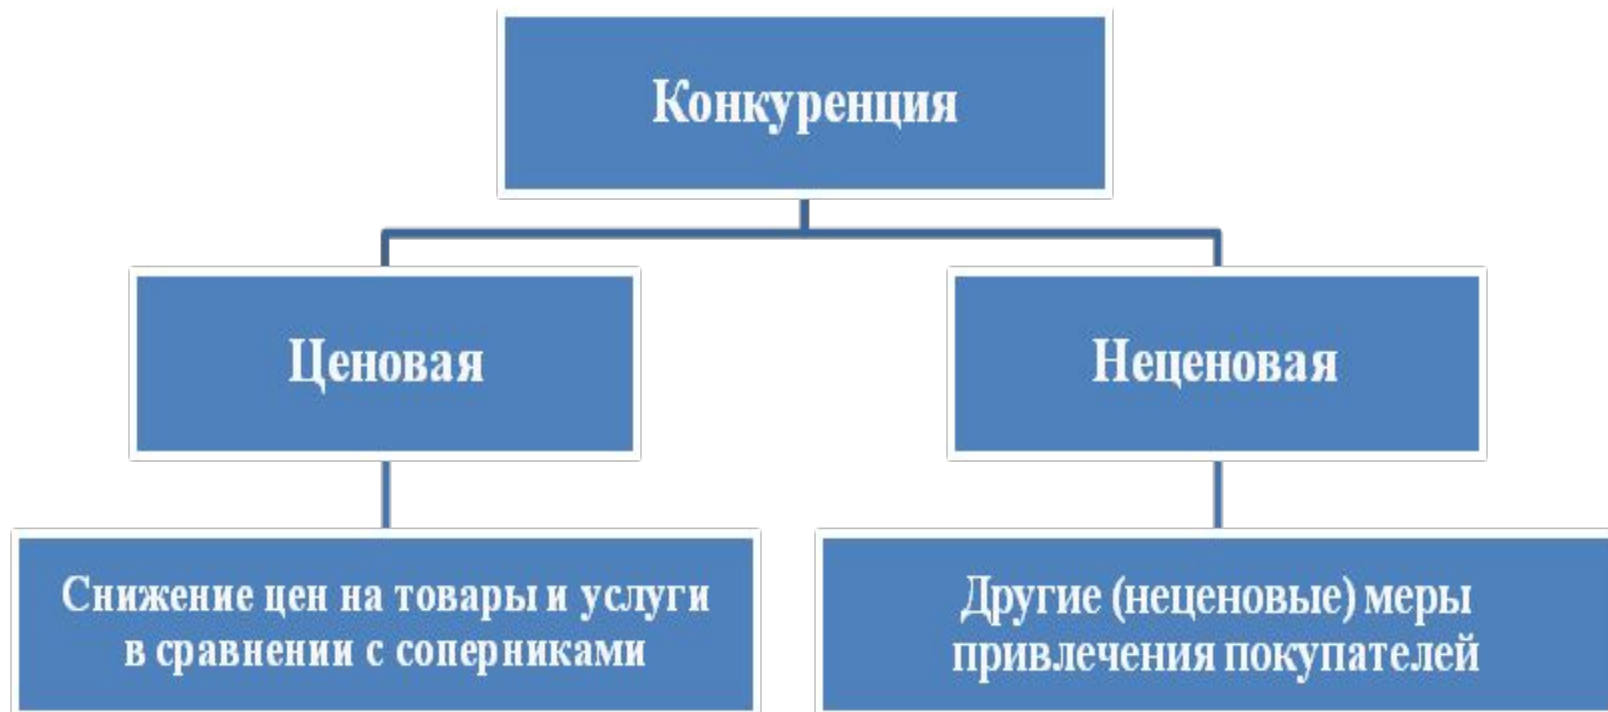 Конкуренция
Ценовая
Неценовая
Снижение цен на товары и услуги
в сравнении с соперниками
Другие (неценовые) меры
привлечения покупателей